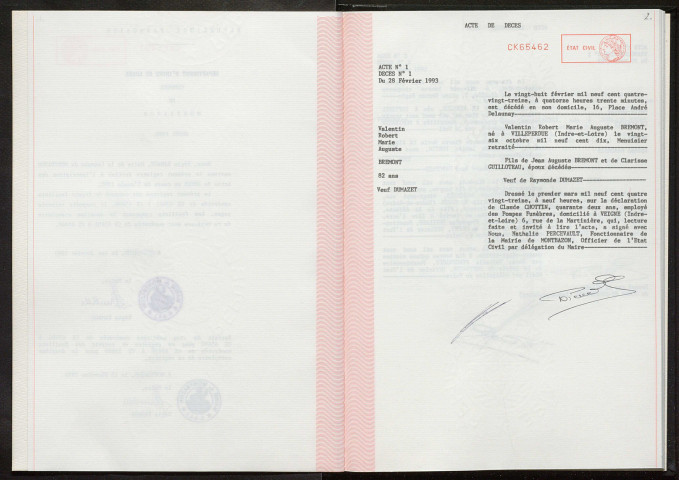 2.
ACTE DE DECES
CK65462
ÉTAT CIVIL
ACTE N° 1
DECES N° 1
Du 28 Février 1993
Le vingt-huit février mil neuf cent quatre-
vingt-treize, à quatorze heures trente minutes,
est décédé en son domicile, 16, Place André
Delaunay
Valentin
Robert
Marie
Auguste
BREMONT
82 ans
Veuf DUMAZET
Valentin Robert Marie Auguste BREMONT,
né à VILLEPERDUE (Indre-et-Loire) le vingt-
six octobre mil neuf cent dix, Menuisier
retraité
Fils de Jean Auguste BREMONT et de Clarisse
GUILLOTEAU, époux décédés
Veuf de Raymonde DUMAZET
Dressé le premier mars mil neuf cent quatre
vingt-treize, à neuf heures, sur la déclaration
de Claude CHOTTIN, quarante deux ans, employé
des Pompes Funèbres, domicilié à VEIGNE (Indre-
et-Loire) 6, rue de la Martinière, qui, lecture
faite et invité à lire l'acte, a signé avec
Nous, Nathalie PERCEVAULT, Fonctionnaire de
la Mairie de MONTBAZON, Officier de l'Etat
Civil par délégation du Maire